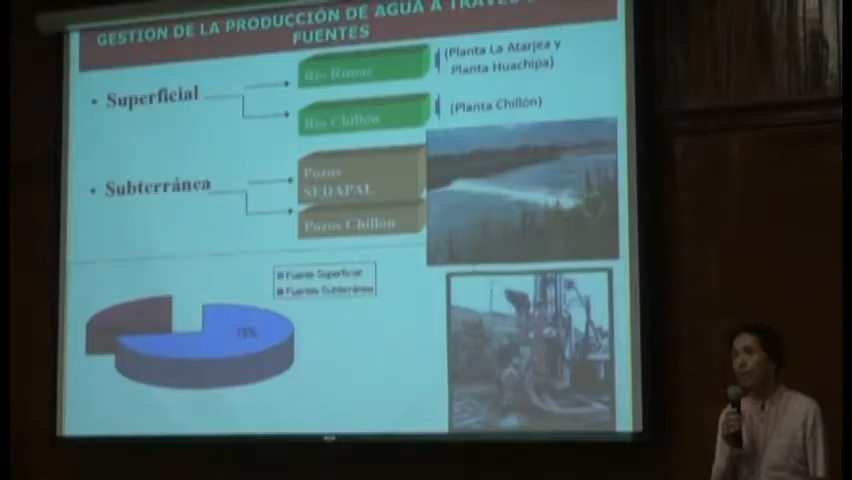 GESTION DE LA PRODUCCIÓN DE AGUA A TRAVÉS
FUENTES
• Superficial
Río Rímac
(Planta La Atarjea y
Planta Huachipa)
Río Chillón
(Planta Chillón)
• Subterránea
Pozos
SEDAPAL
Pozos Chillón
Fuente Superficial
Fuentes Subterránea